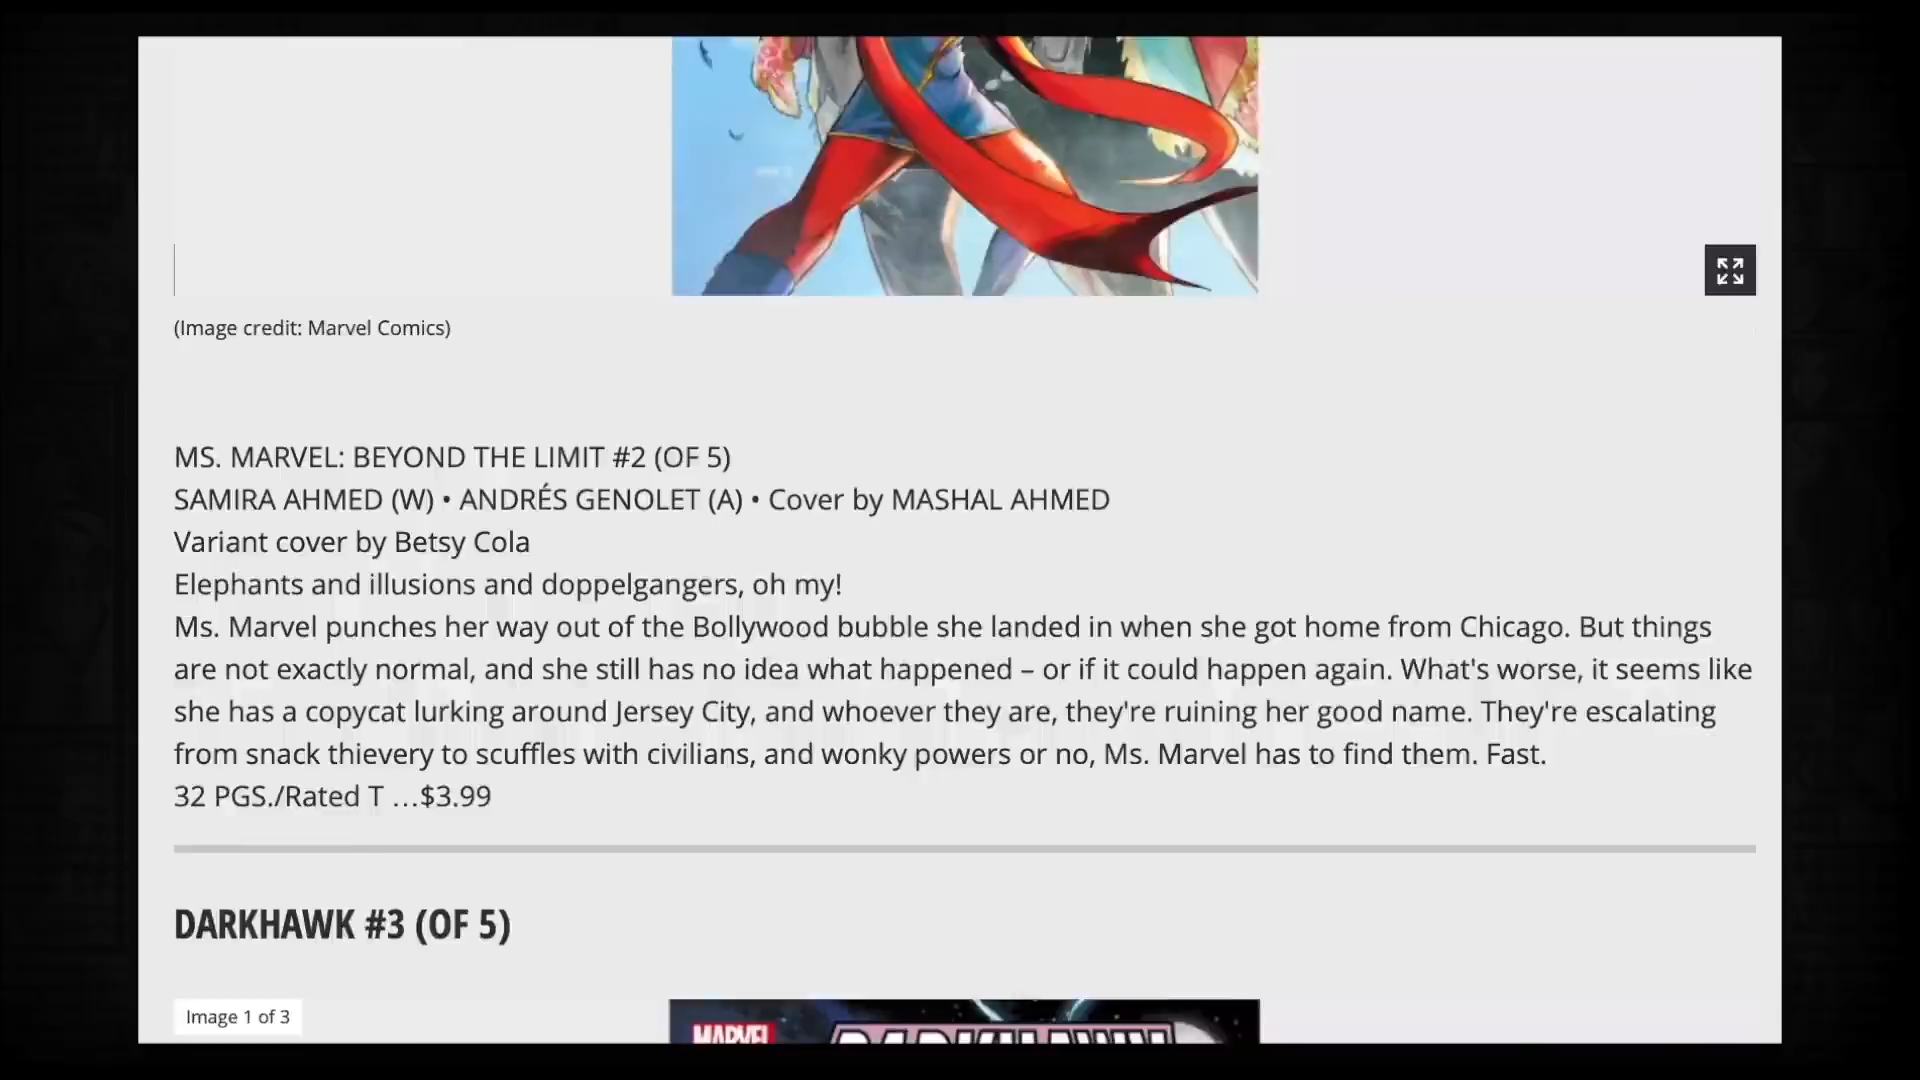 (Image credit: Marvel Comics)
MS. MARVEL: BEYOND THE LIMIT #2 (OF 5)
SAMIRA AHMED (W) • ANDRÉS GENOLET (A) • Cover by MASHAL AHMED
Variant cover by Betsy Cola
Elephants and illusions and doppelgangers, oh my!
Ms. Marvel punches her way out of the Bollywood bubble she landed in when she got home from Chicago. But things
are not exactly normal, and she still has no idea what happened – or if it could happen again. What's worse, it seems like
she has a copycat lurking around Jersey City, and whoever they are, they're ruining her good name. They're escalating
from snack thievery to scuffles with civilians, and wonky powers or no, Ms. Marvel has to find them. Fast.
32 PGS./Rated T …$3.99
DARKHAWK #3 (OF 5)
Image 1 of 3
MARVEL
DARKHAWK